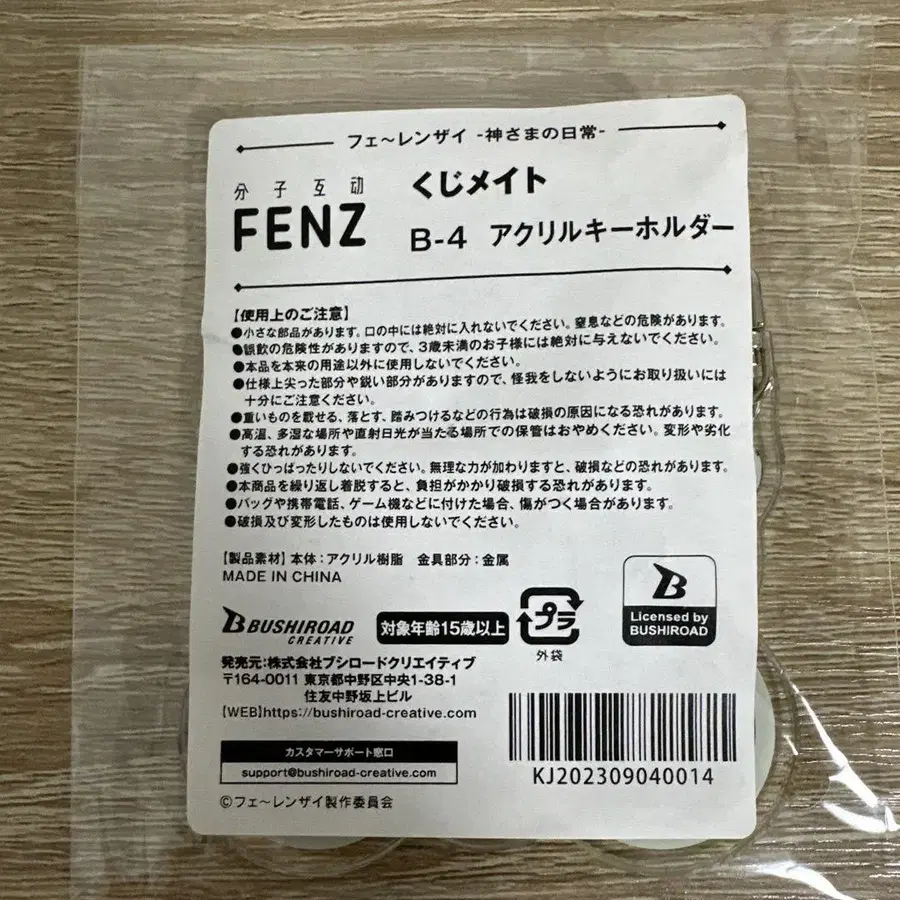 フェ～レンザイ -神さまの日常-
分子互动
FENZ
くじメイト
B-4 アクリルキーホルダー
【使用上のご注意】
●小さな部品があります。口の中には絶対に入れないでください。窒息などの危険があります。
●誤飲の危険性がありますので、3歳未満のお子様には絶対に与えないでください。
●本品を本来の用途以外に使用しないでください。
●仕様上尖った部分や鋭い部分がありますので、怪我をしないようにお取り扱いには
十分にご注意ください。
●重いものを載せる、落とす、踏みつけるなどの行為は破損の原因になる恐れがあります。
●高温、多湿な場所や直射日光が当たる場所での保管はおやめください。変形や劣化
する恐れがあります。
●強くひっぱったりしないでください。無理な力が加わりますと、破損などの恐れがあります。
●本商品を繰り返し着脱すると、負担がかかり破損する恐れがあります。
●バッグや携帯電話、ゲーム機などに付けた場合、傷がつく場合があります。
●破損及び変形したものは使用しないでください。
【製品素材】本体：アクリル樹脂 金具部分：金属
MADE IN CHINA
BUSHIROAD
CREATIVE
対象年齢15歳以上
プラ
外袋
B
Licensed by
BUSHIROAD
発売元：株式会社ブシロードクリエイティブ
〒164-0011 東京都中野区中央1-38-1
住友中野坂上ビル
【WEB】https://bushiroad-creative.com
カスタマーサポート窓口
support@bushiroad-creative.com
KJ202309040014
©フェ～レンザイ製作委員会